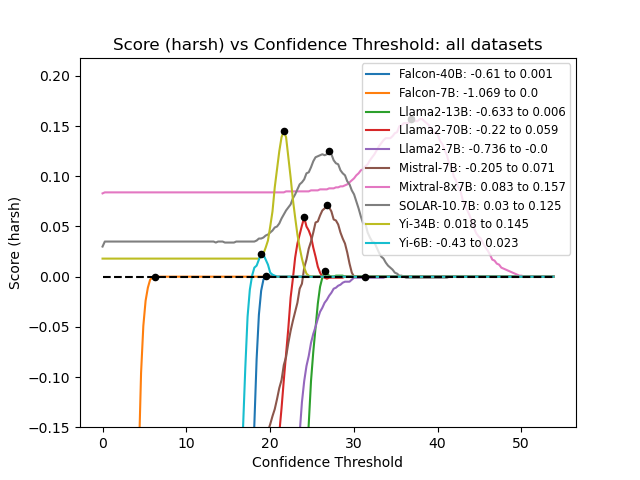 Score (harsh) vs Confidence Threshold: all datasets
Score (harsh)
0.20
0.15
0.10
0.05
0.00
−0.05
−0.10
−0.15
Falcon-40B: -0.61 to 0.001
Falcon-7B: -1.069 to 0.0
Llama2-13B: -0.633 to 0.006
Llama2-70B: -0.22 to 0.059
Llama2-7B: -0.736 to -0.0
Mistral-7B: -0.205 to 0.071
Mixtral-8x7B: 0.083 to 0.157
SOLAR-10.7B: 0.03 to 0.125
Yi-34B: 0.018 to 0.145
Yi-6B: -0.43 to 0.023
0 10 20 30 40 50
Confidence Threshold